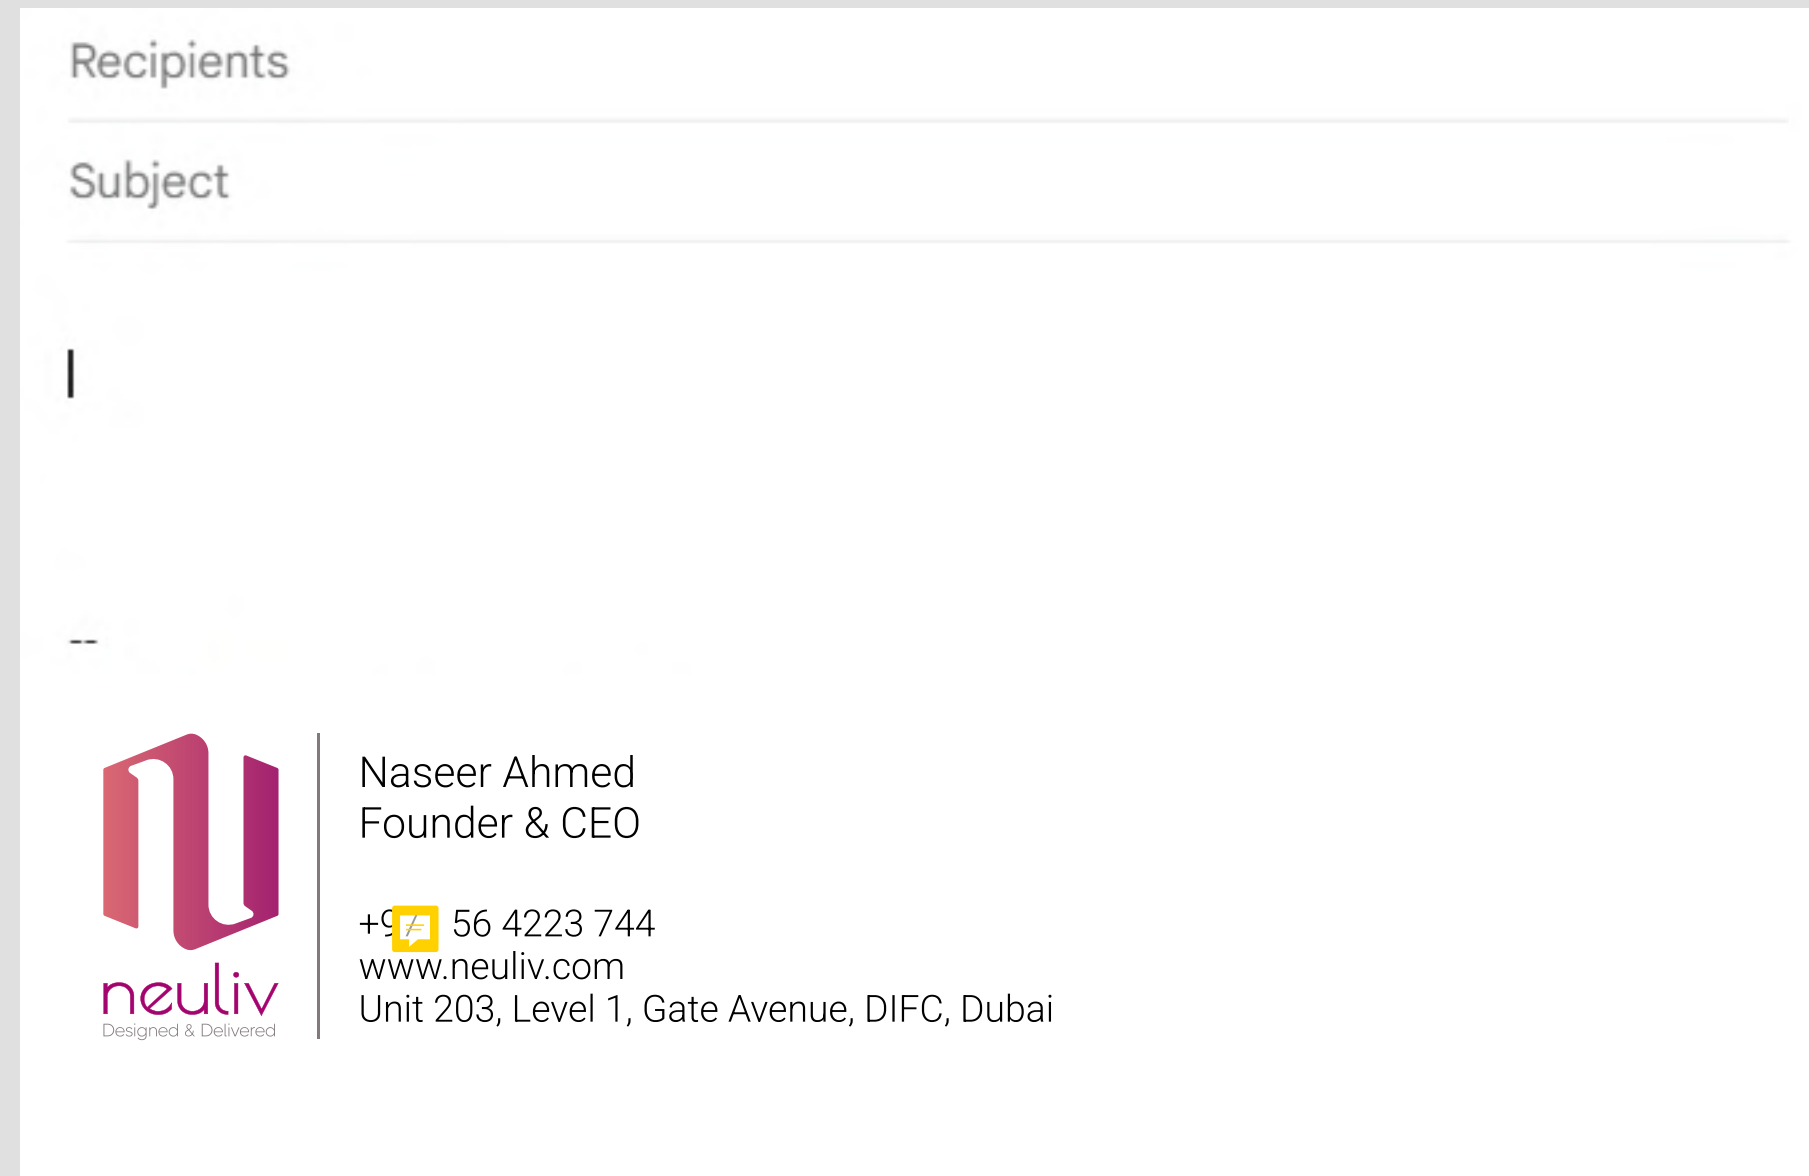 Recipients
Subject
--
Naseer Ahmed
Founder & CEO
+9 56 4223 744
www.neuliv.com
Unit 203, Level 1, Gate Avenue, DIFC, Dubai
neuliv
Designed & Delivered